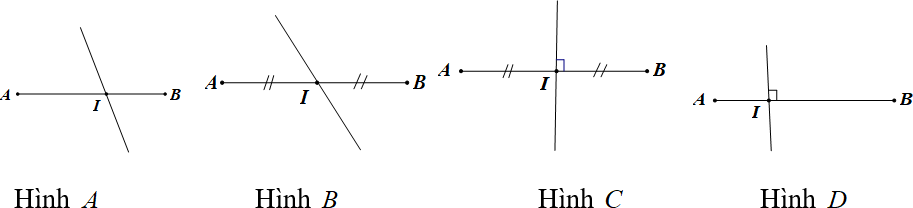 A I B
A I B
A I B
A I B
Hình A
Hình B
Hình C
Hình D